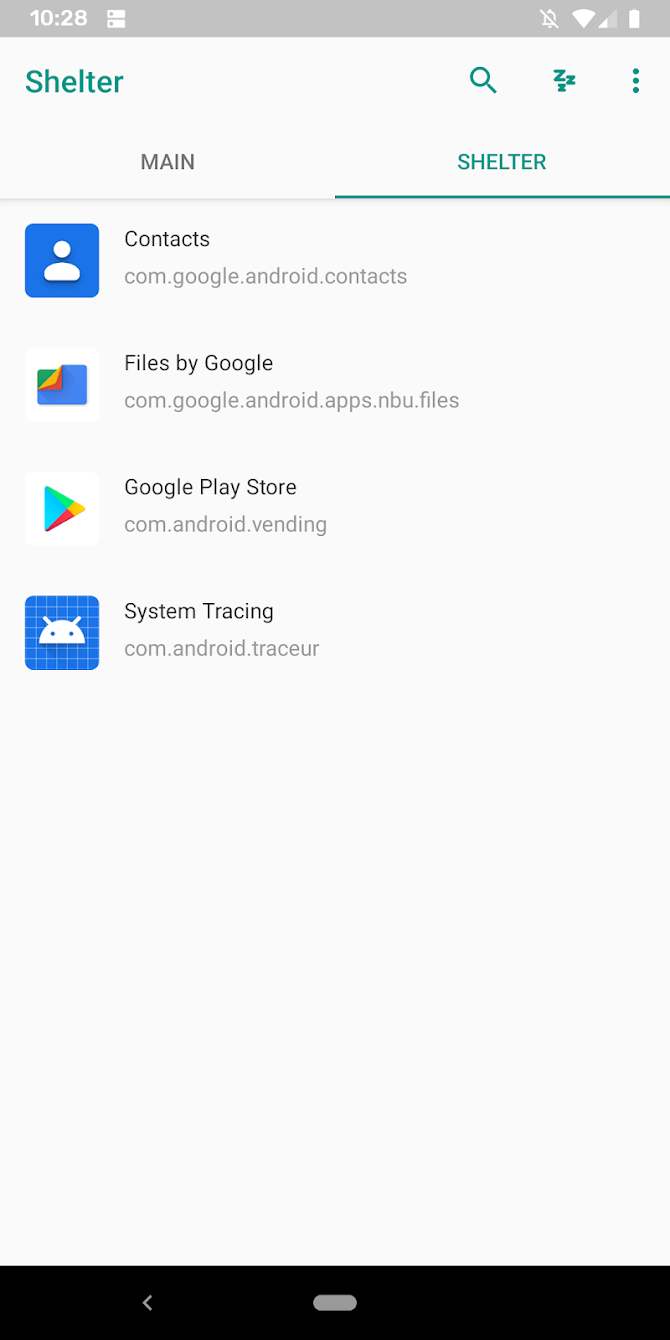 10:28
Shelter
MAIN
SHELTER
Contacts
com.google.android.contacts
Files by Google
com.google.android.apps.nbu.files
Google Play Store
com.android.vending
System Tracing
com.android.traceur